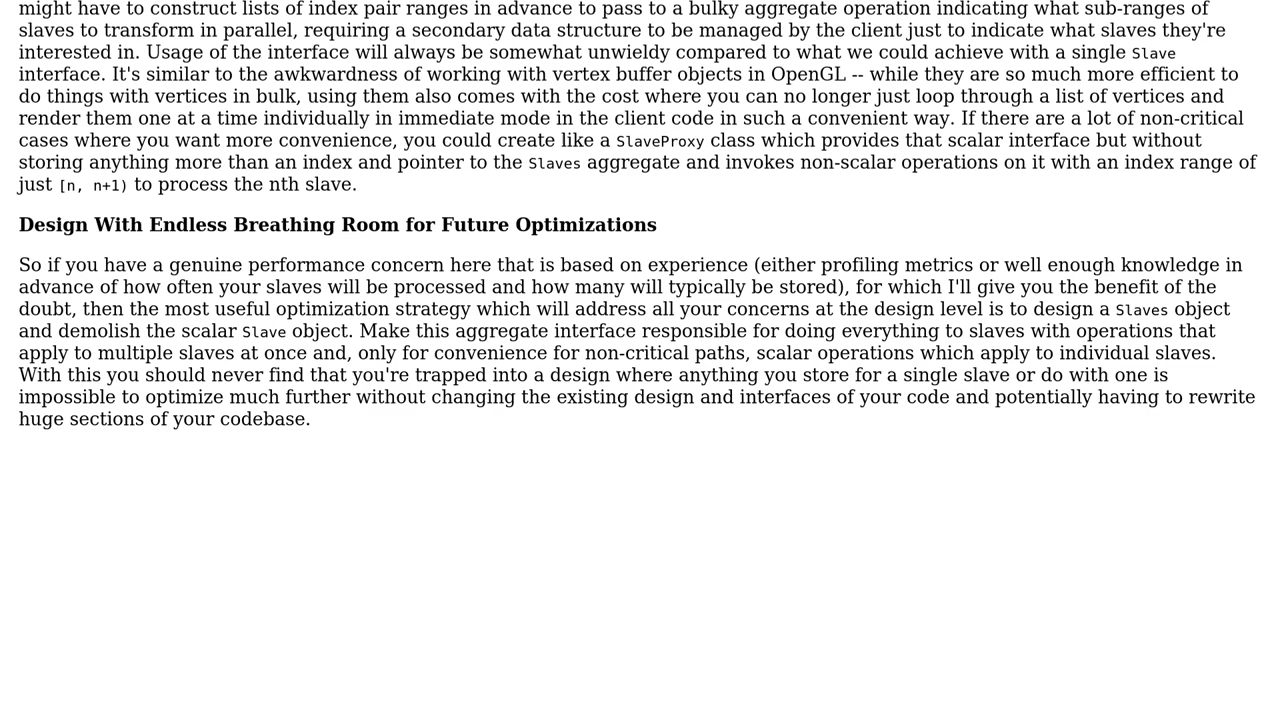 might have to construct lists of index pair ranges in advance to pass to a bulky aggregate operation indicating what sub-ranges of
slaves to transform in parallel, requiring a secondary data structure to be managed by the client just to indicate what slaves they're
interested in. Usage of the interface will always be somewhat unwieldy compared to what we could achieve with a single Slave
interface. It's similar to the awkwardness of working with vertex buffer objects in OpenGL -- while they are so much more efficient to
do things with vertices in bulk, using them also comes with the cost where you can no longer just loop through a list of vertices and
render them one at a time individually in immediate mode in the client code in such a convenient way. If there are a lot of non-critical
cases where you want more convenience, you could create like a SlaveProxy class which provides that scalar interface but without
storing anything more than an index and pointer to the Slaves aggregate and invokes non-scalar operations on it with an index range of
just [n, n+1) to process the nth slave.
Design With Endless Breathing Room for Future Optimizations
So if you have a genuine performance concern here that is based on experience (either profiling metrics or well enough knowledge in
advance of how often your slaves will be processed and how many will typically be stored), for which I'll give you the benefit of the
doubt, then the most useful optimization strategy which will address all your concerns at the design level is to design a Slaves object
and demolish the scalar Slave object. Make this aggregate interface responsible for doing everything to slaves with operations that
apply to multiple slaves at once and, only for convenience for non-critical paths, scalar operations which apply to individual slaves.
With this you should never find that you're trapped into a design where anything you store for a single slave or do with one is
impossible to optimize much further without changing the existing design and interfaces of your code and potentially having to rewrite
huge sections of your codebase.